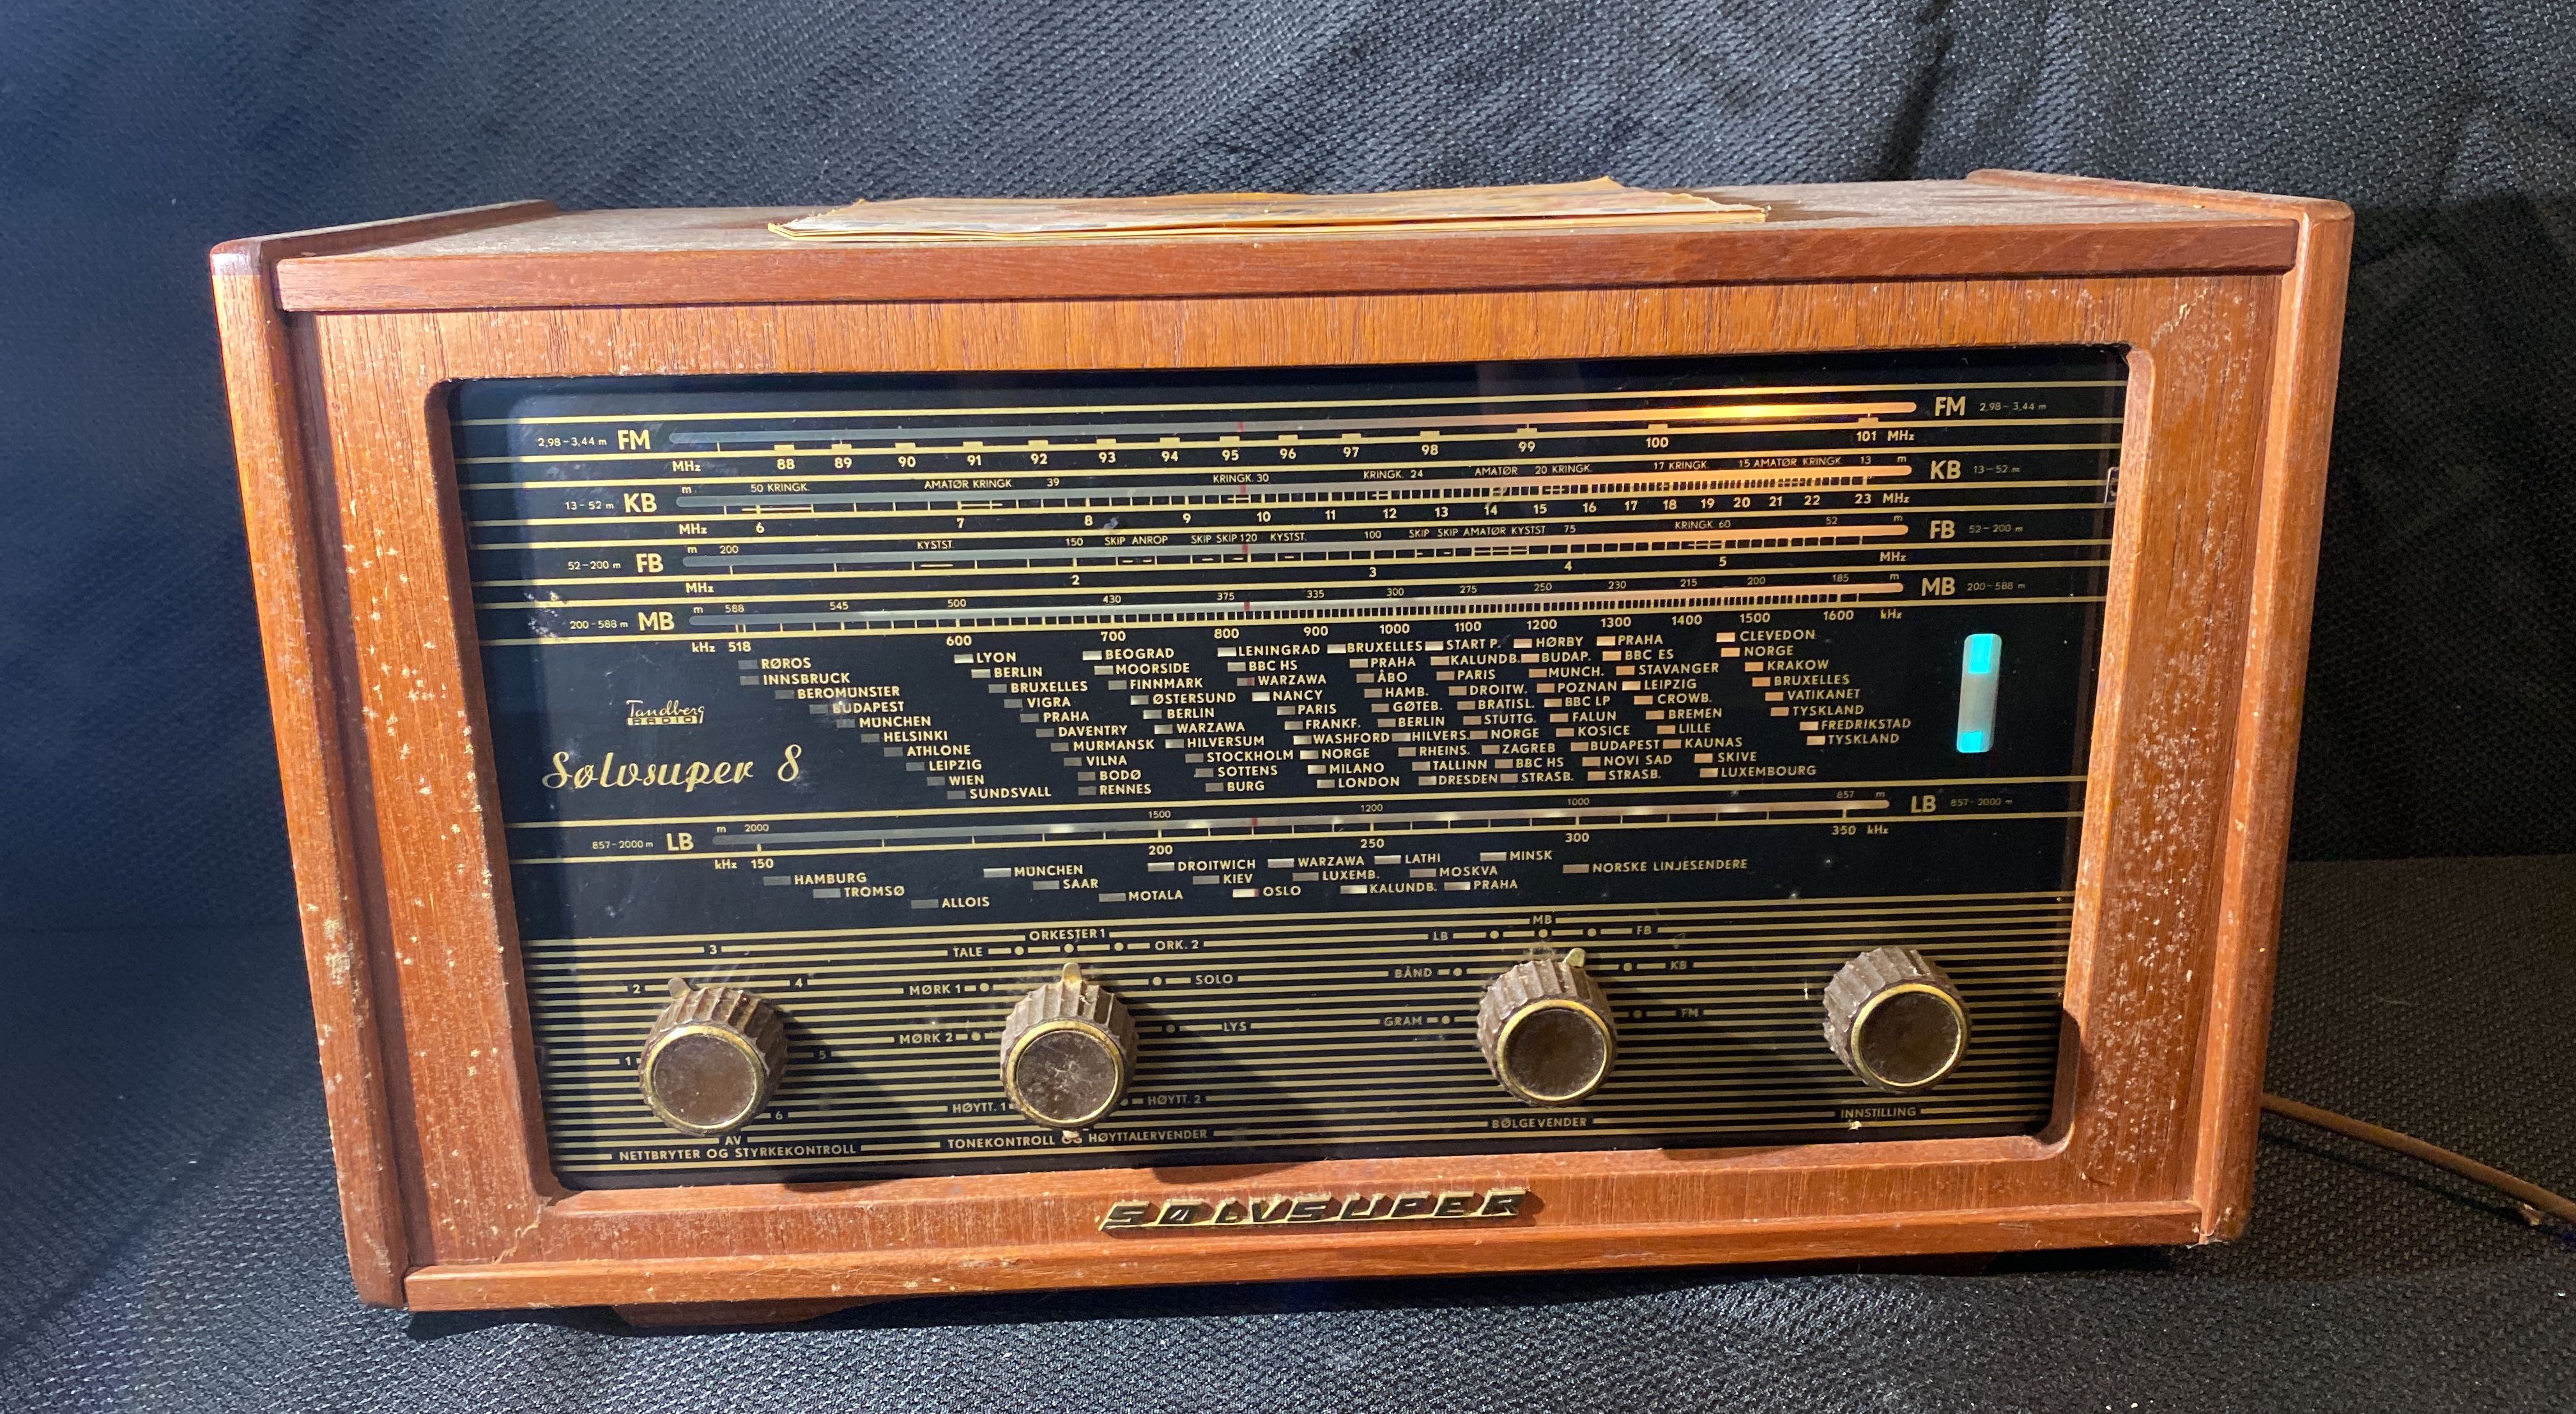 2,98-3,44 m FM FM 2,98-3,44 m
MHz 88 89 90 91 92 93 94 95 96 97 98 99 100 101 MHz
m 50 KRINGK. AMATØR KRINGK 39 KRINGK. 30 KRINGK. 24 AMATØR 20 KRINGK. 17 KRINGK. 15 AMATØR KRINGK. 13 m
13-52 m KB KB 13-52 m
MHz 6 7 8 9 10 11 12 13 14 15 16 17 18 19 20 21 22 23 MHz
m 200 KYSTST. 150 SKIP ANROP SKIP SKIP 120 KYSTST. 100 SKIP SKIP AMATØR KYSTST 75 KRINGK. 60 52 m
52-200 m FB FB 52-200 m
MHz 2 3 4 5 MHz
m 588 545 500 430 375 335 300 275 250 230 215 200 185 m
200-588 m MB MB 200-588 m
kHz 518 600 700 800 900 1000 1100 1200 1300 1400 1500 1600 kHz
RØROS LYON BEOGRAD LENINGRAD BRUXELLES START P. HØRBY PRAHA CLEVEDON
INNSBRUCK BERLIN MOORSIDE BBC HS PRAHA KALUNDB. BUDAP. BBC ES NORGE
BEROMÜNSTER BRUXELLES FINNMARK WARZAWA ÅBO PARIS MÜNCH. STAVANGER KRAKOW
BUDAPEST VIGRA ØSTERSUND NANCY HAMB. DROITW. POZNAN LEIPZIG BRUXELLES
MÜNCHEN PRAHA BERLIN PARIS GØTEB. BRATISL. BBC LP CROWB. VATIKANET
HELSINKI DAVENTRY WARZAWA FRANKF. BERLIN STUTTG. FALUN BREMEN TYSKLAND
ATHLONE MURMANSK HILVERSUM WASHFORD HILVERS. NORGE KOSICE LILLE FREDRIKSTAD
LEIPZIG VILNA STOCKHOLM NORGE RHEINS. ZAGREB BUDAPEST KAUNAS TYSKLAND
WIEN BODØ SOTTENS MILANO TALLINN BBC HS NOVI SAD SKIVE
SUNDSVALL RENNES BURG LONDON DRESDEN STRASB. STRASB. LUXEMBOURG
Tandberg
RADIO
Sølvsuper 8
m 2000 1500 1200 1000 857 m
857-2000 m LB LB 857-2000 m
kHz 150 200 250 300 350 kHz
HAMBURG MÜNCHEN DROITWICH WARZAWA LATHI MINSK NORSKE LINJESENDERE
TROMSØ SAAR KIEV LUXEMB. MOSKVA
ALLOIS MOTALA OSLO KALUNDB. PRAHA
3
2 4
1 5
6
AV
NETTBRYTER OG STYRKEKONTROLL
ORKESTER 1
TALE ORK. 2
MØRK 1 SOLO
MØRK 2 LYS
HØYTT. 1 HØYTT. 2
TONEKONTROLL OG HØYTTALERVENDER
MB
LB FB
BÅND KB
GRAM FM
BØLGEVENDER
INNSTILLING
SØLVSUPER